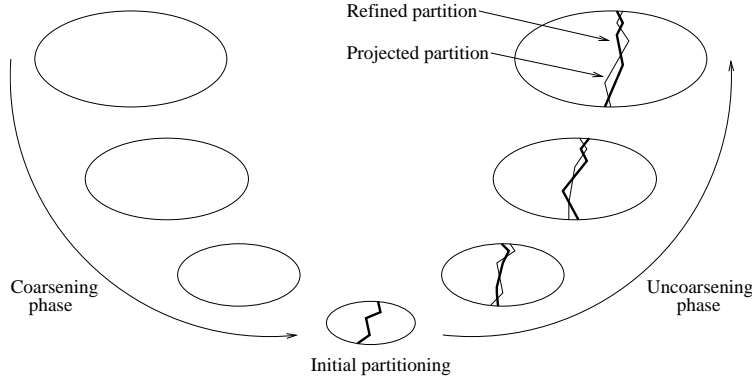 Refined partition
Projected partition
Coarsening
phase
Uncoarsening
phase
Initial partitioning